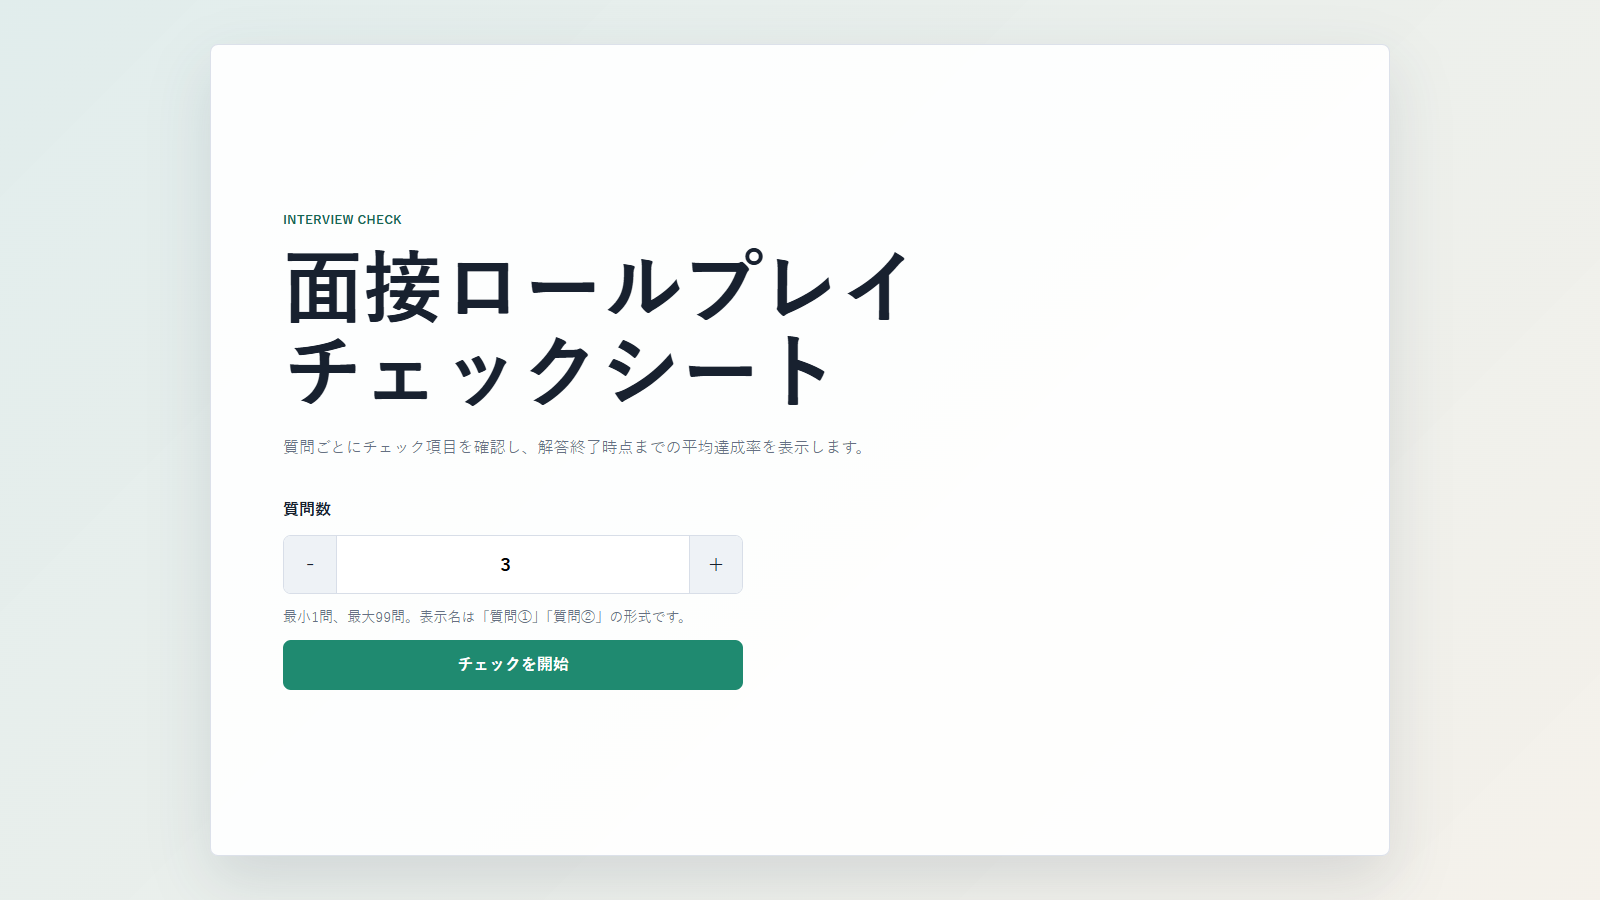 INTERVIEW CHECK
面接ロールプレイ
チェックシート
質問ごとにチェック項目を確認し、解答終了時点までの平均達成率を表示します。
質問数
- 3 +
最小1問、最大99問。表示名は「質問①」「質問②」の形式です。
チェックを開始